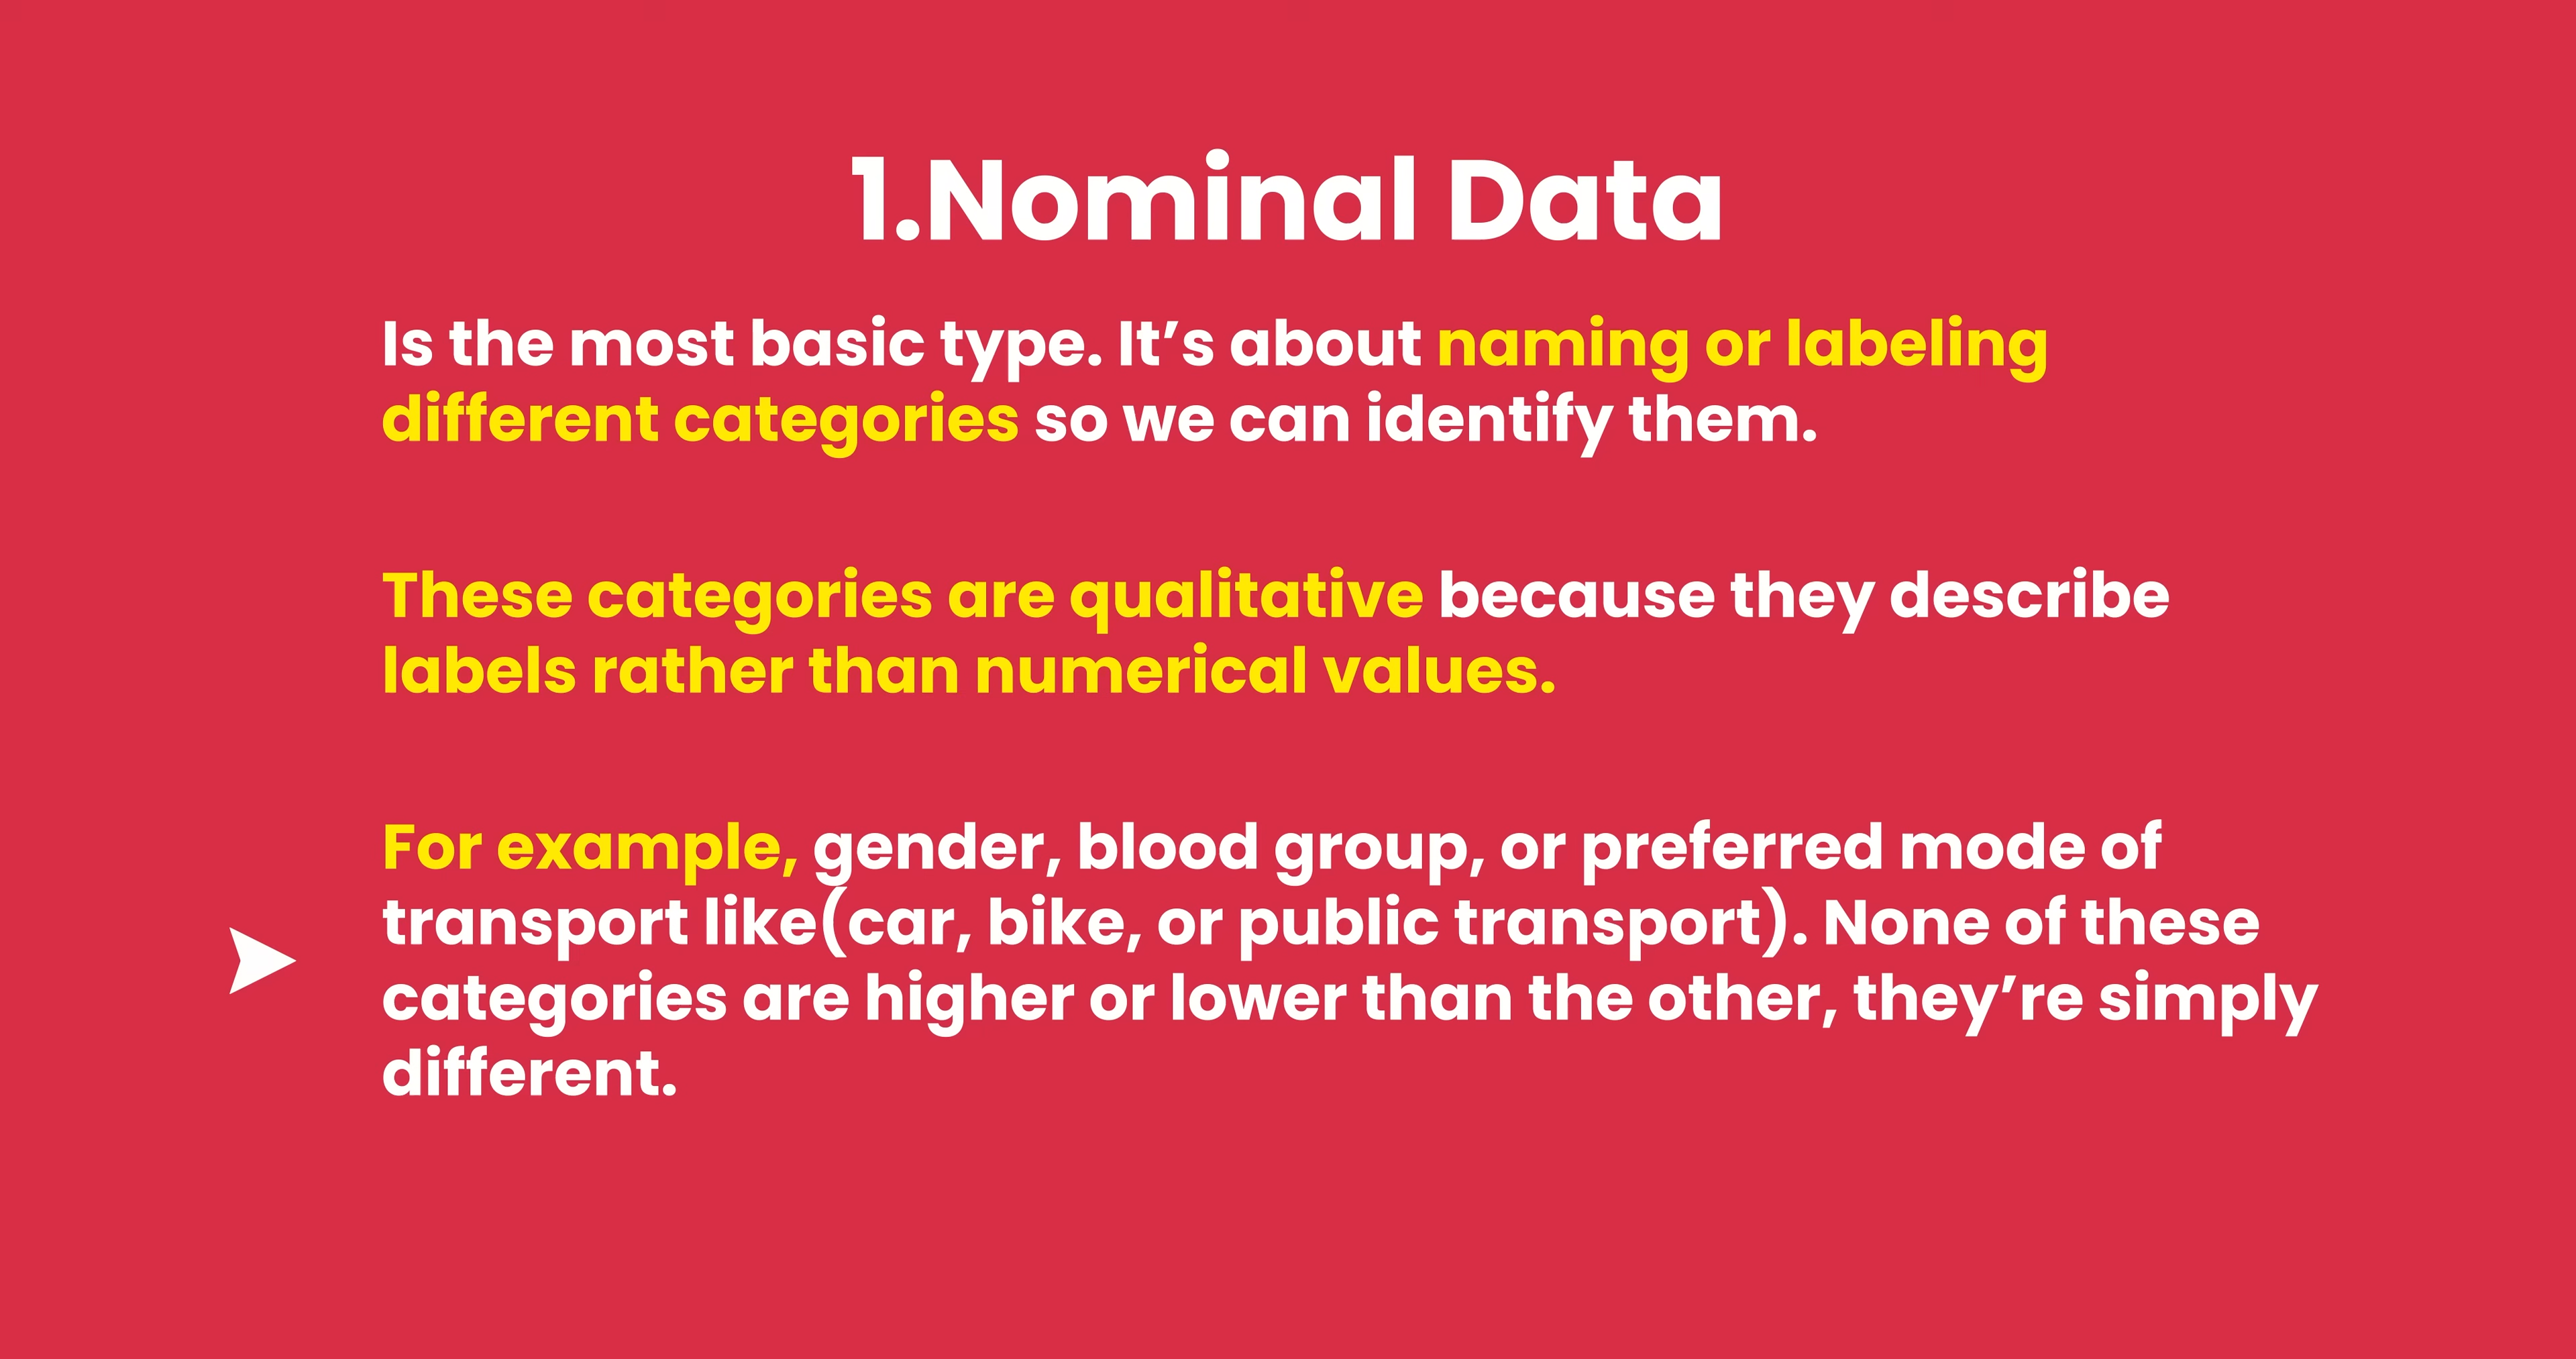 1.Nominal Data
Is the most basic type. It’s about naming or labeling
different categories so we can identify them.
These categories are qualitative because they describe
labels rather than numerical values.
For example, gender, blood group, or preferred mode of
transport like(car, bike, or public transport). None of these
categories are higher or lower than the other, they’re simply
different.